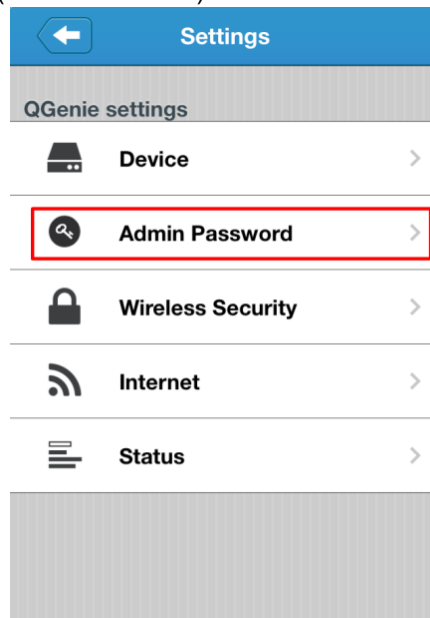 Settings
QGenie settings
Device
Admin Password
Wireless Security
Internet
Status